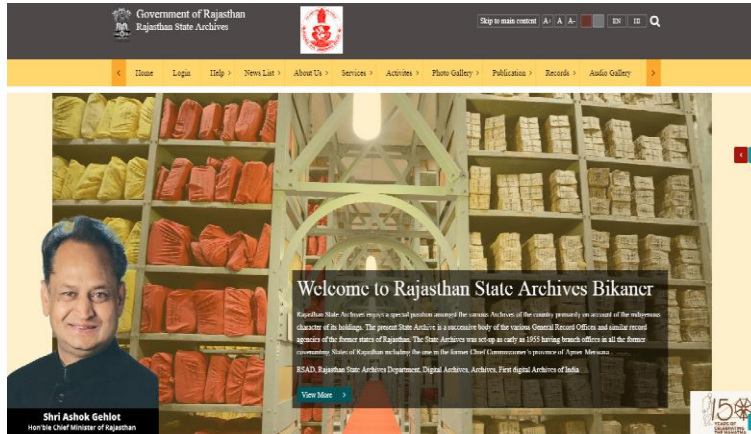 Government of Rajasthan
Rajasthan State Archives
Skip to main content A+ A A- EN
Home Login Help > News List > About Us > Services > Activites > Photo Gallery > Publication > Records > Audio Gallery
Welcome to Rajasthan State Archives Bikaner
Rajasthan State Archives enjoys a special position amongst the various Archives of the country primarily on account of the indigenous
character of its holdings. The present State Archive is a successive body of the various General Record Offices and similar record
agencies of the former states of Rajasthan. The State Archives was set-up as early as 1955 having branch offices in all the former
covenanting States of Rajasthan including the one in the former Chief Commissioner's province of Ajmer Merwara
RSAD, Rajasthan State Archives Department, Digital Archives, Archives, First digital Archives of India
View More >
Shri Ashok Gehlot
Hon'ble Chief Minister of Rajasthan
150
YEARS OF
CELEBRATING
THE MAHATMA